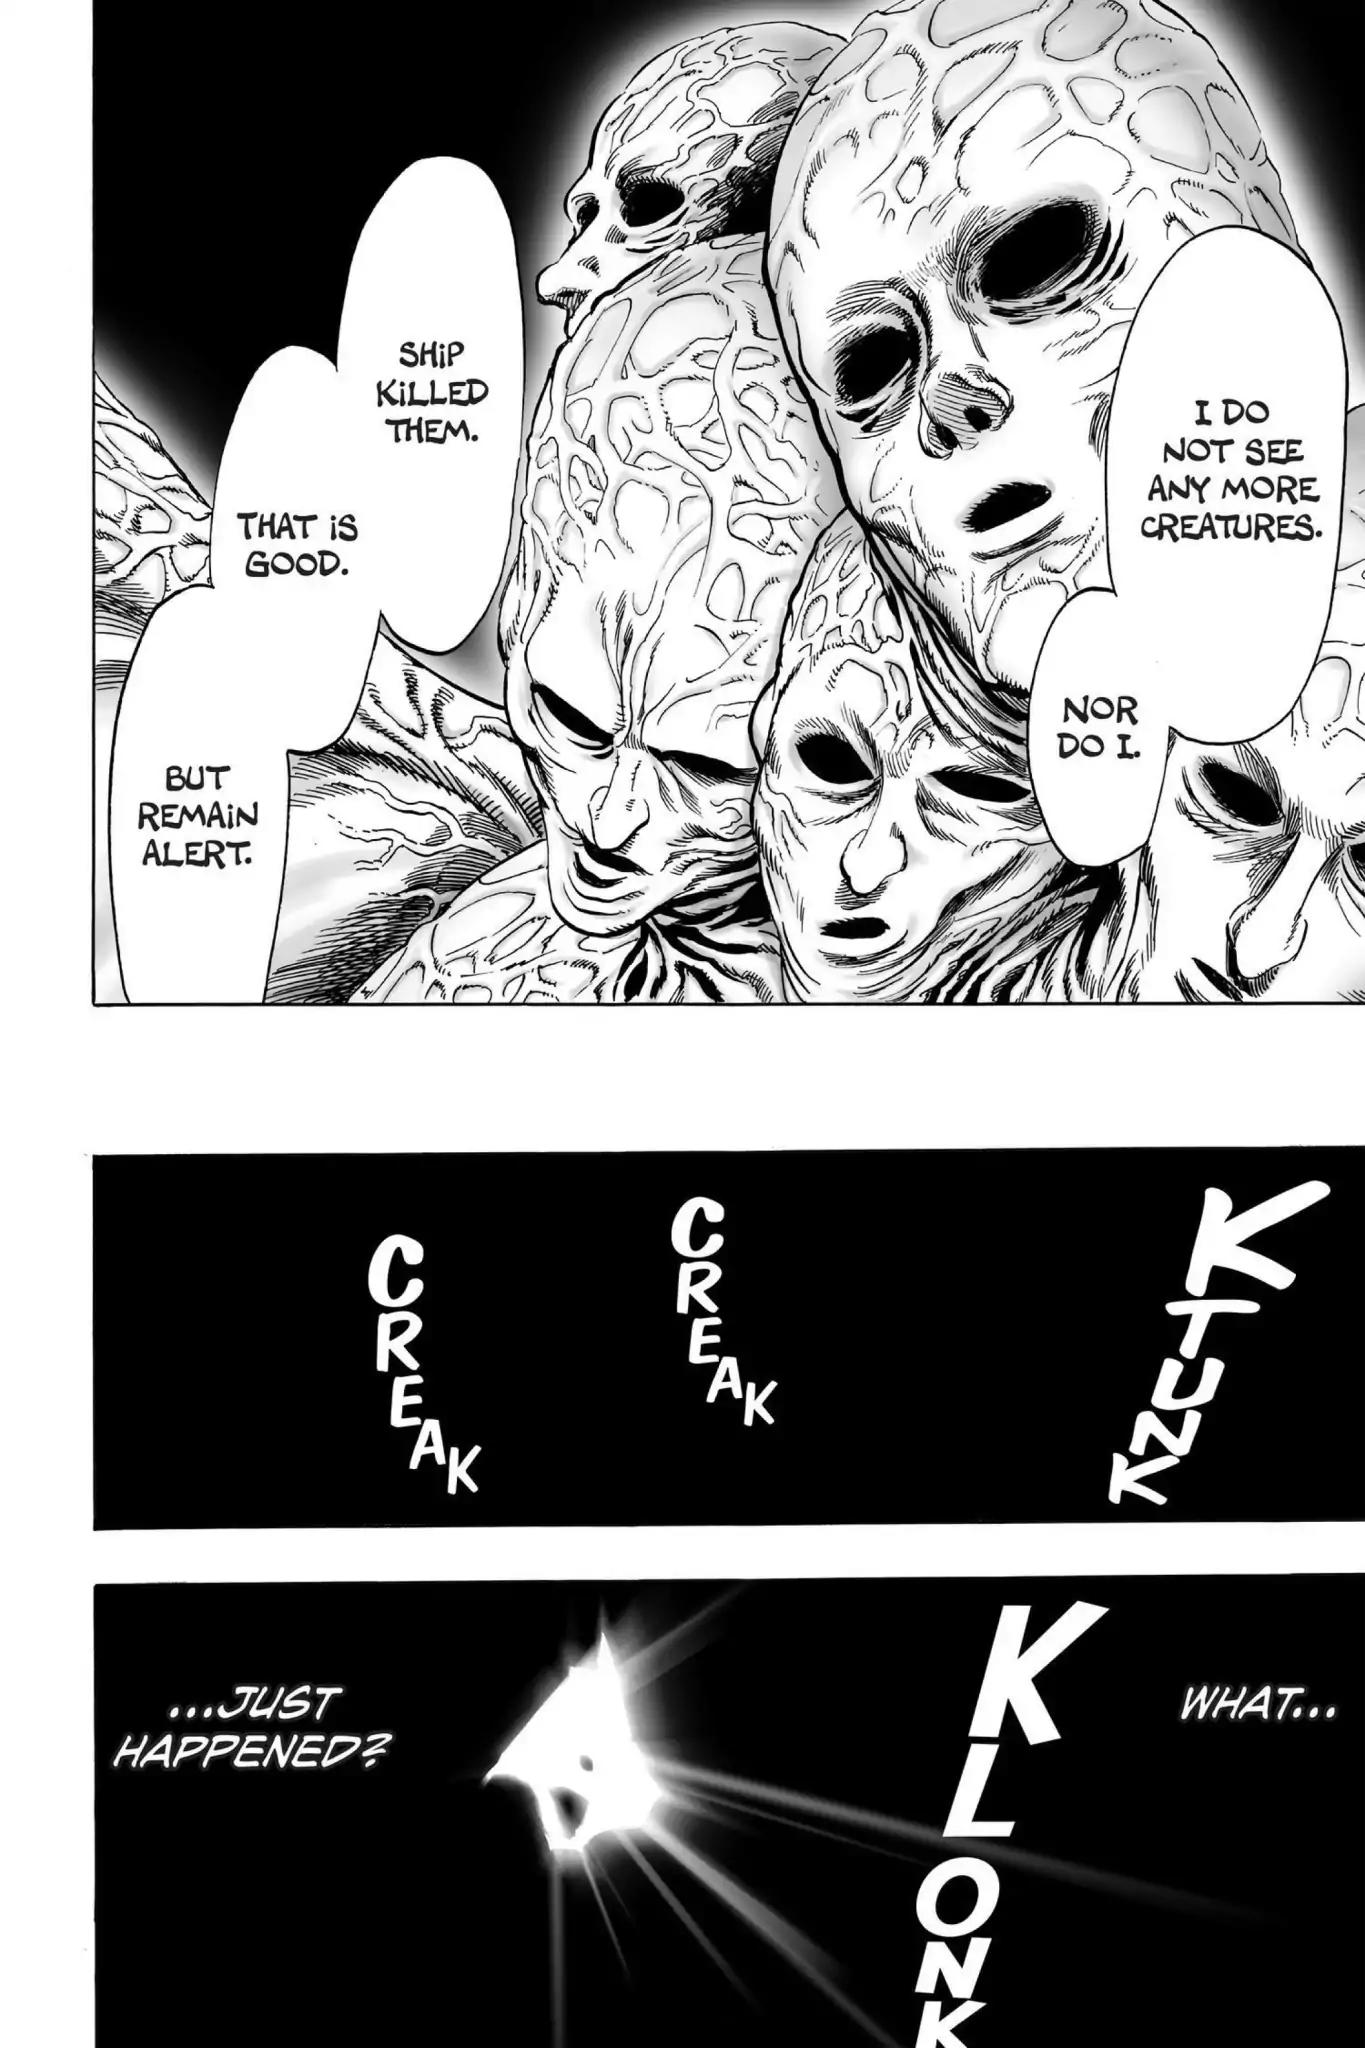 I DO
NOT SEE
ANY MORE
CREATURES.
NOR
DO I.
SHIP
KILLED
THEM.
THAT IS
GOOD.
BUT
REMAIN
ALERT.
KTUNK
CREAK
CREAK
WHAT...
KLONK
...JUST
HAPPENED?